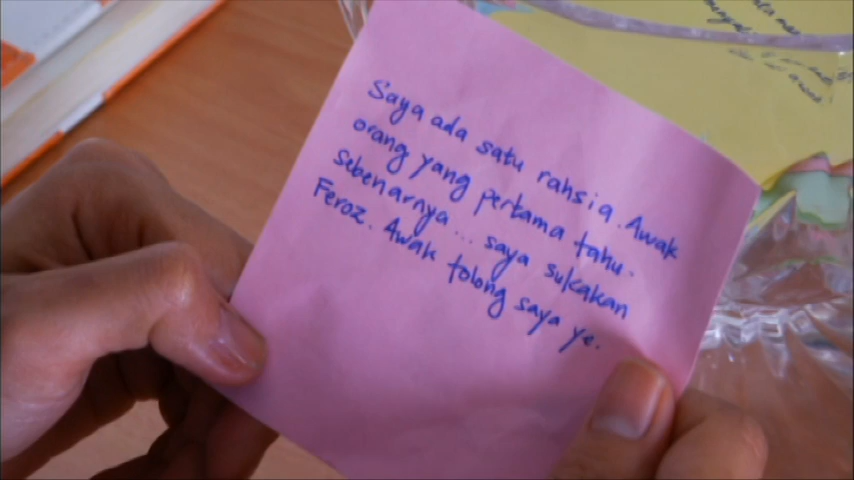 Saya ada satu rahsia. Awak
orang yang pertama tahu.
Sebenarnya... saya sukakan
Feroz. Awak tolong saya ye.